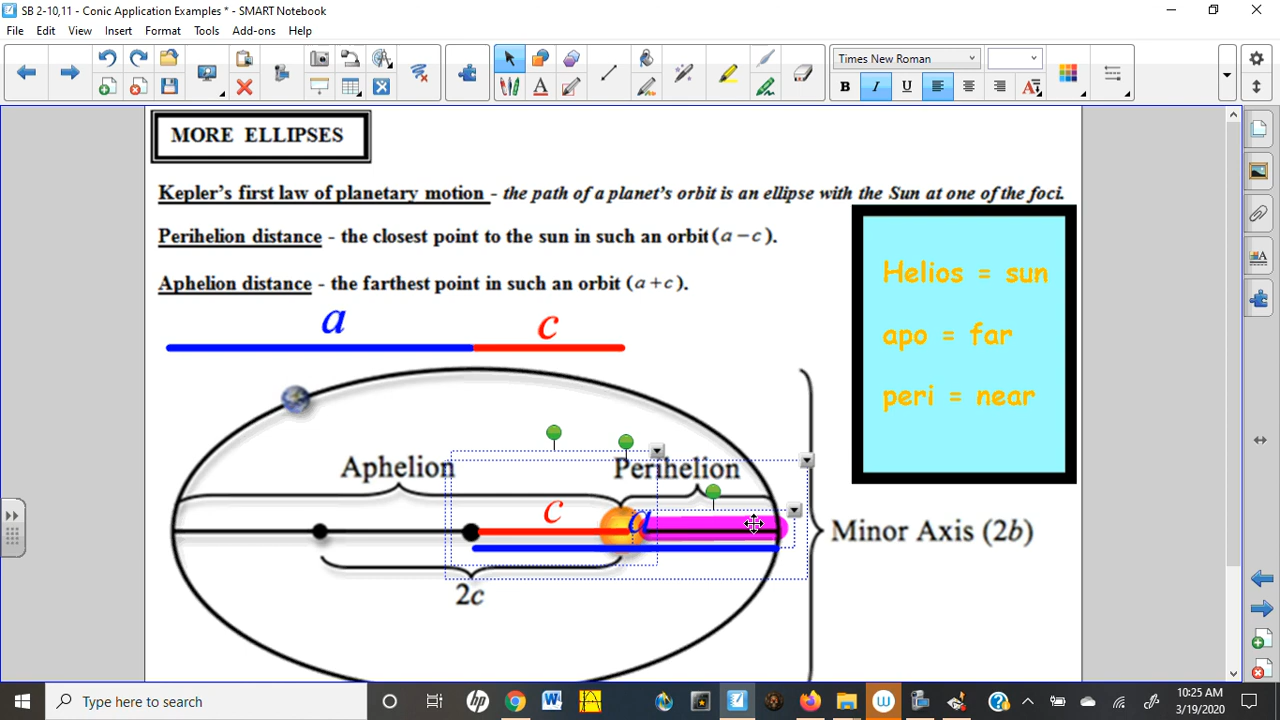 SB 2-10,11 - Conic Application Examples * - SMART Notebook
File Edit View Insert Format Tools Add-ons Help
Times New Roman
B I U
MORE ELLIPSES
Kepler's first law of planetary motion - the path of a planet's orbit is an ellipse with the Sun at one of the foci.
Perihelion distance - the closest point to the sun in such an orbit (a - c).
Aphelion distance - the farthest point in such an orbit (a + c).
Helios = sun
apo = far
peri = near
a c
Aphelion Perihelion
c a
Minor Axis (2b)
2c
Type here to search
10:25 AM
3/19/2020